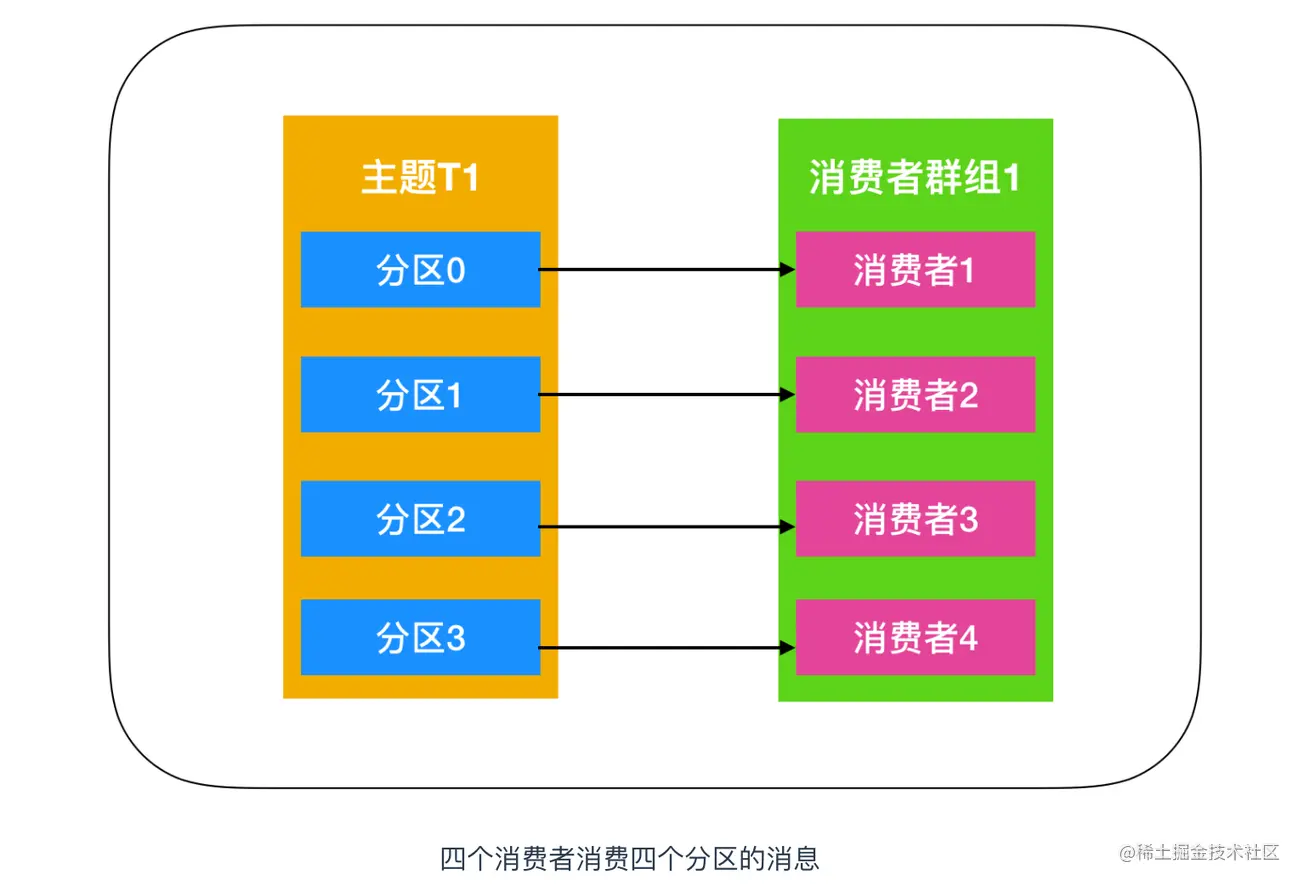 主题T1
消费者群组1
分区0
消费者1
分区1
消费者2
分区2
消费者3
分区3
消费者4
四个消费者消费四个分区的消息
@稀土掘金技术社区